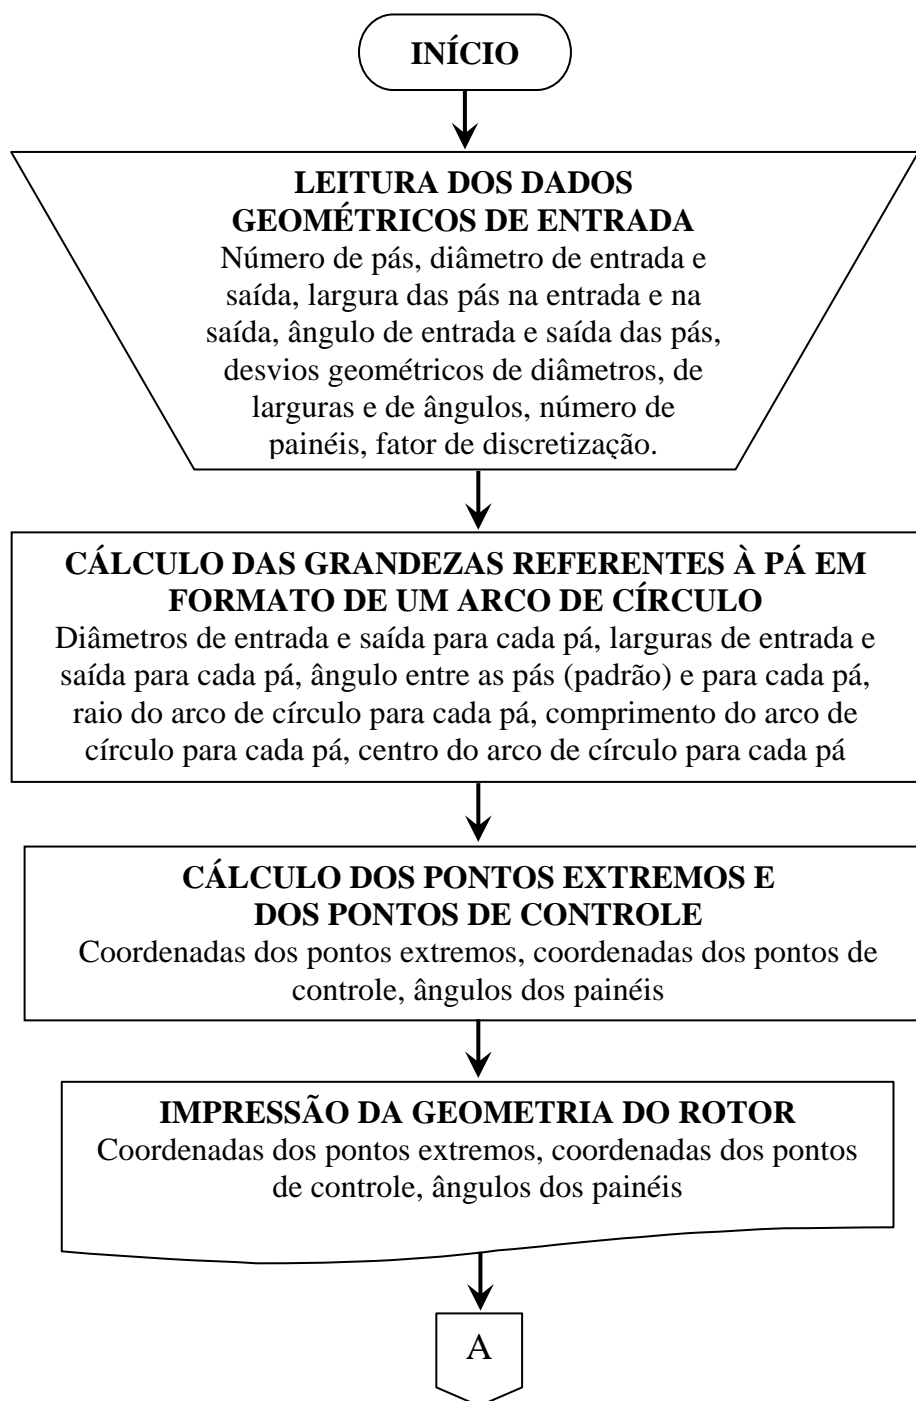 INÍCIO
LEITURA DOS DADOS
GEOMÉTRICOS DE ENTRADA
Número de pás, diâmetro de entrada e
saída, largura das pás na entrada e na
saída, ângulo de entrada e saída das pás,
desvios geométricos de diâmetros, de
larguras e de ângulos, número de
painéis, fator de discretização.
CÁLCULO DAS GRANDEZAS REFERENTES À PÁ EM
FORMATO DE UM ARCO DE CÍRCULO
Diâmetros de entrada e saída para cada pá, larguras de entrada e
saída para cada pá, ângulo entre as pás (padrão) e para cada pá,
raio do arco de círculo para cada pá, comprimento do arco de
círculo para cada pá, centro do arco de círculo para cada pá
CÁLCULO DOS PONTOS EXTREMOS E
DOS PONTOS DE CONTROLE
Coordenadas dos pontos extremos, coordenadas dos pontos de
controle, ângulos dos painéis
IMPRESSÃO DA GEOMETRIA DO ROTOR
Coordenadas dos pontos extremos, coordenadas dos pontos
de controle, ângulos dos painéis
A